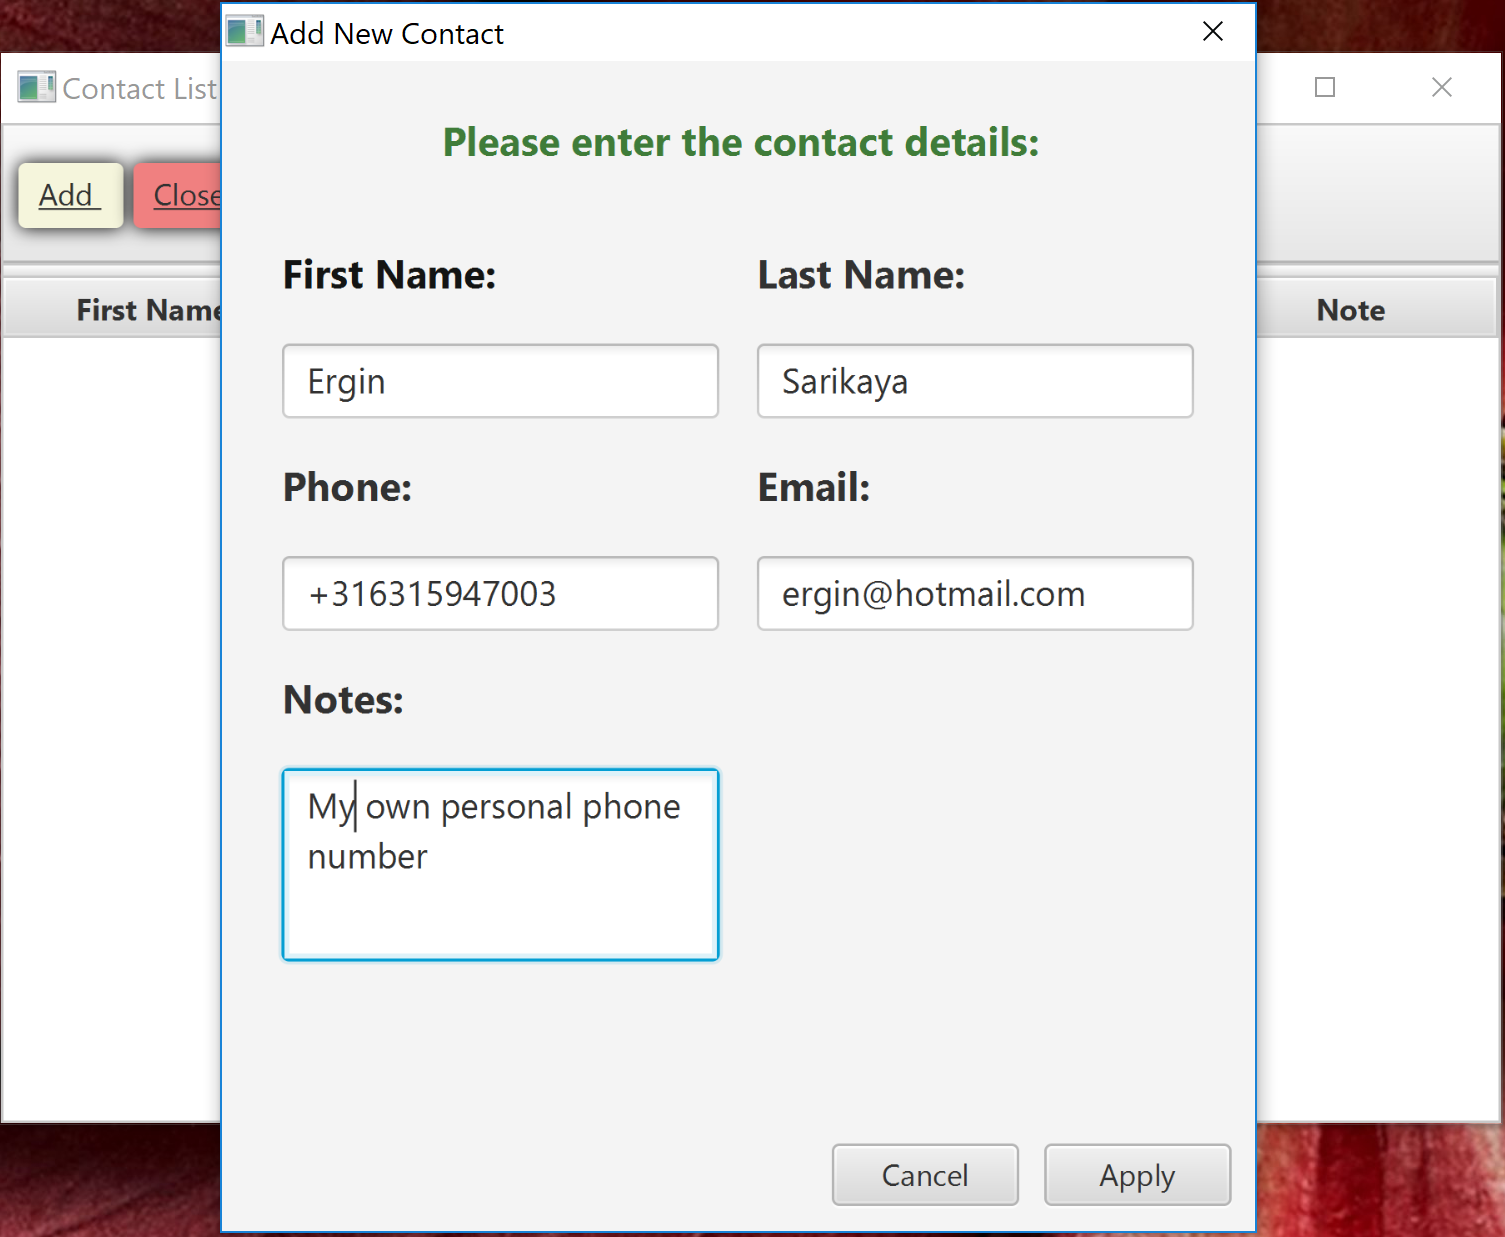 Add New Contact
Contact List
Add Close
First Name Note
Please enter the contact details:
First Name: Last Name:
Ergin Sarikaya
Phone: Email:
+316315947003 ergin@hotmail.com
Notes:
My own personal phone
number
Cancel Apply